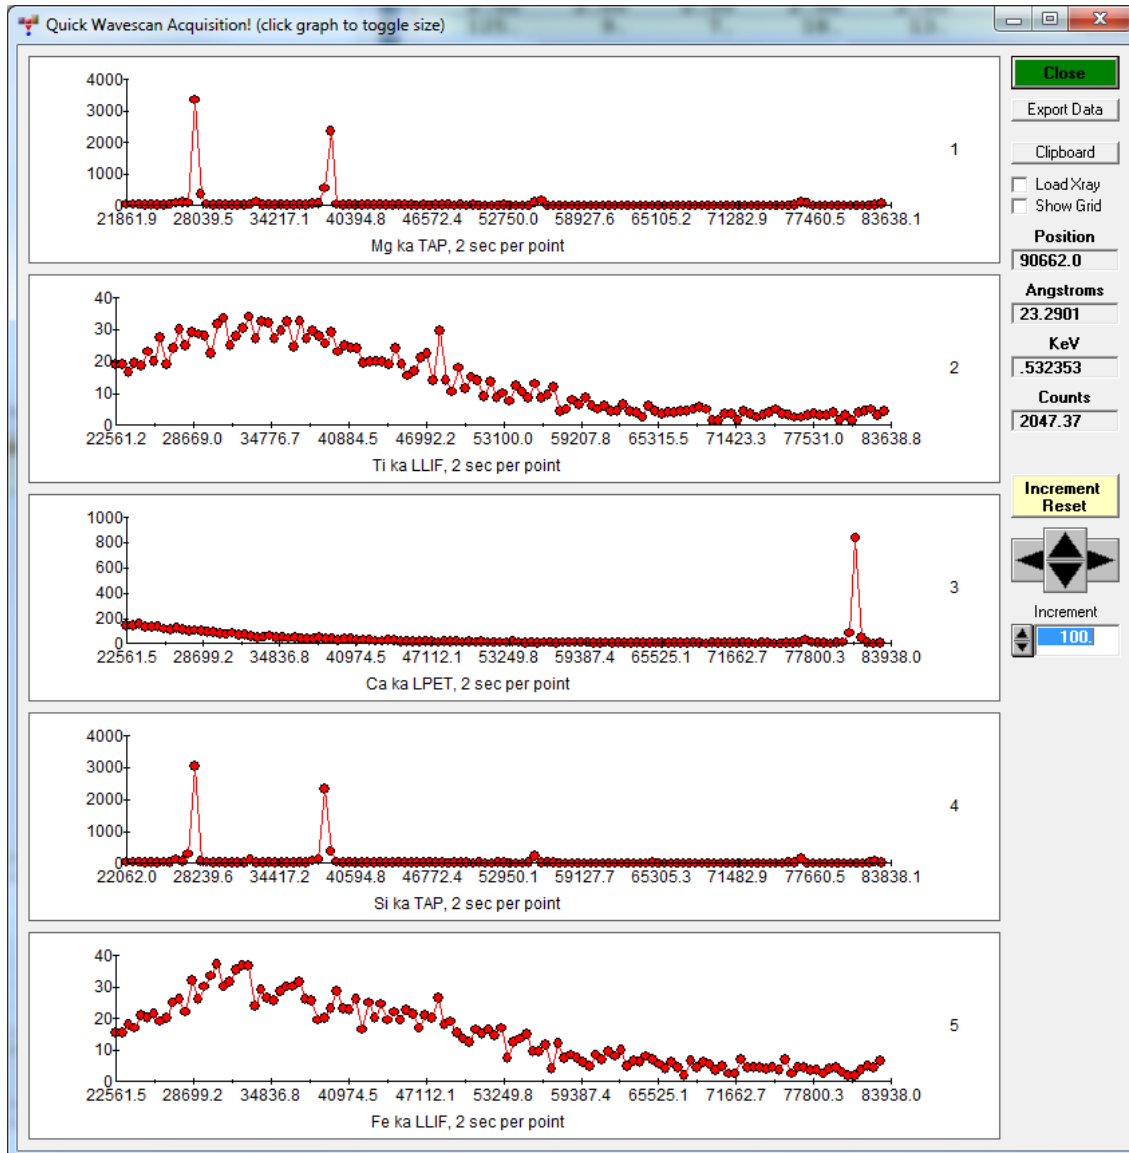 Quick Wavescan Acquisition! (click graph to toggle size)
4000
3000
2000
1000
0
21861.9 28039.5 34217.1 40394.8 46572.4 52750.0 58927.6 65105.2 71282.9 77460.5 83638.1
Mg ka TAP, 2 sec per point
1
40
30
20
10
0
22561.2 28669.0 34776.7 40884.5 46992.2 53100.0 59207.8 65315.5 71423.3 77531.0 83638.8
Ti ka LLIF, 2 sec per point
2
1000
800
600
400
200
0
22561.5 28699.2 34836.8 40974.5 47112.1 53249.8 59387.4 65525.1 71662.7 77800.3 83938.0
Ca ka LPET, 2 sec per point
3
4000
3000
2000
1000
0
22062.0 28239.6 34417.2 40594.8 46772.4 52950.1 59127.7 65305.3 71482.9 77660.5 83838.1
Si ka TAP, 2 sec per point
4
40
30
20
10
0
22561.5 28699.2 34836.8 40974.5 47112.1 53249.8 59387.4 65525.1 71662.7 77800.3 83938.0
Fe ka LLIF, 2 sec per point
5
Close
Export Data
Clipboard
Load Xray
Show Grid
Position
90662.0
Angstroms
23.2901
KeV
.532353
Counts
2047.37
Increment
Reset
Increment
100.